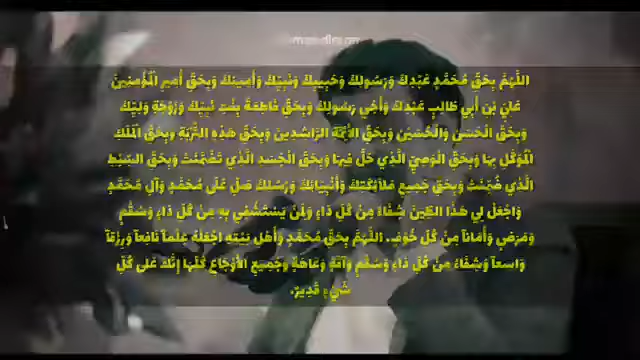 اللّهُمَّ بِحَقِّ مُحَمَّدٍ عَبْدِكَ وَرَسُولِكَ وَحَبِيبِكَ وَنَبِيِّكَ وَأَمِينِكَ وَبِحَقِّ أَمِيرِ الْمُؤْمِنِينَ
عَلِيِّ بْنِ أَبِي طَالِبٍ عَبْدِكَ وَأَخِي رَسُولِكَ وَبِحَقِّ فَاطِمَةَ بِنْتِ نَبِيِّكَ وَزَوْجَةِ وَلِيِّكَ
وَبِحَقِّ الْحَسَنِ وَالْحُسَيْنِ وَبِحَقِّ الْأَئِمَّةِ الرَّاشِدِينَ وَبِحَقِّ هَذِهِ التُّرْبَةِ وَبِحَقِّ الْمَلَكِ
الْمُوَكَّلِ بِهَا وَبِحَقِّ الْوَصِيِّ الَّذِي حَلَّ فِيهَا وَبِحَقِّ الْجَسَدِ الَّذِي تَضَمَّنَتْ وَبِحَقِّ السِّبْطِ
الَّذِي ضُمِّنَتْ وَبِحَقِّ جَمِيعِ مَلَائِكَتِكَ وَأَنْبِيَائِكَ وَرُسُلِكَ صَلِّ عَلَى مُحَمَّدٍ وَآلِ مُحَمَّدٍ
وَاجْعَلْ لِي هَذَا الطِّينَ شِفَاءً مِنْ كُلِّ دَاءٍ وَلِمَنْ يَسْتَشْفِي بِهِ مِنْ كُلِّ دَاءٍ وَسُقْمٍ
وَمَرَضٍ وَأَمَاناً مِنْ كُلِّ خَوْفٍ. اللّهُمَّ بِحَقِّ مُحَمَّدٍ وَأَهْلِ بَيْتِهِ اجْعَلْهُ عِلْماً نَافِعاً وَرِزْقاً
وَاسِعاً وَشِفَاءً مِنْ كُلِّ دَاءٍ وَسُقْمٍ وَآفَةٍ وَعَاهَةٍ وَجَمِيعِ الْأَوْجَاعِ كُلِّهَا إِنَّكَ عَلَى كُلِّ
شَيْءٍ قَدِيرٌ.